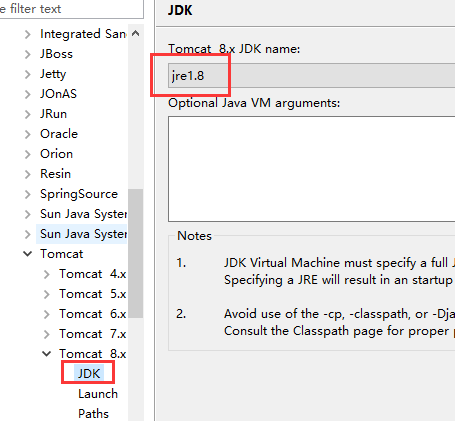 e filter text
Integrated San
JBoss
Jetty
JOnAS
JRun
Oracle
Orion
Resin
SpringSource
Sun Java System
Sun Java System
Tomcat
Tomcat 4.x
Tomcat 5.x
Tomcat 6.x
Tomcat 7.x
Tomcat 8.x
JDK
Launch
Paths
JDK
Tomcat 8.x JDK name:
jre1.8
Optional Java VM arguments:
Notes
1. JDK Virtual Machine must specify a full J
Specifying a JRE will result in an startup
2. Avoid use of the -cp, -classpath, or -Dja
Consult the Classpath page for proper p